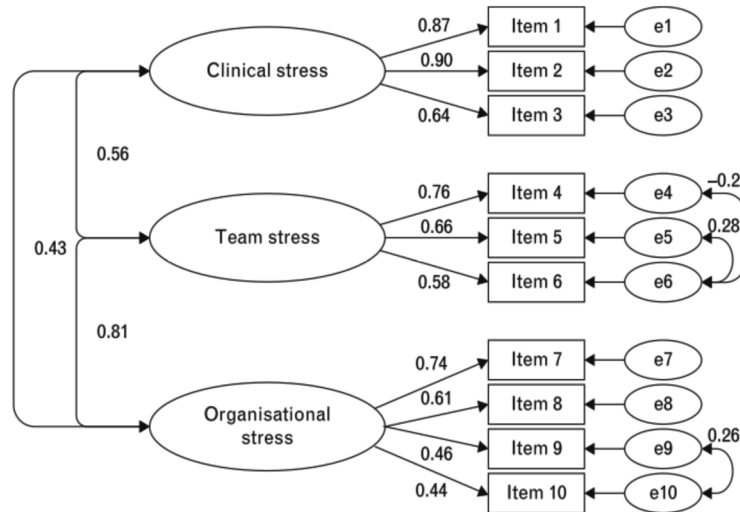 0.87
Item 1
e1
Clinical stress
0.90
Item 2
e2
0.64
Item 3
e3
0.56
0.76
Item 4
e4
–0.2
Team stress
0.66
Item 5
e5
0.28
0.43
0.58
Item 6
e6
0.81
0.74
Item 7
e7
Organisational
stress
0.61
Item 8
e8
0.46
Item 9
e9
0.26
0.44
Item 10
e10